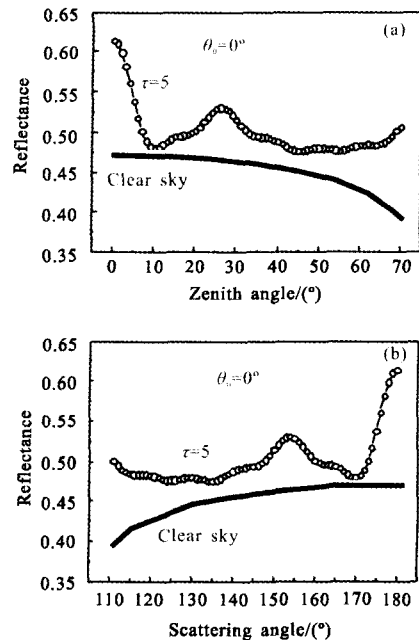 (a)
θ₀=0°
τ=5
Clear sky
Reflectance
0.65
0.60
0.55
0.50
0.45
0.40
0.35
0 10 20 30 40 50 60 70
Zenith angle/(°)
(b)
θ₀=0°
τ=5
Clear sky
Reflectance
0.65
0.60
0.55
0.50
0.45
0.40
0.35
110 120 130 140 150 160 170 180
Scattering angle/(°)